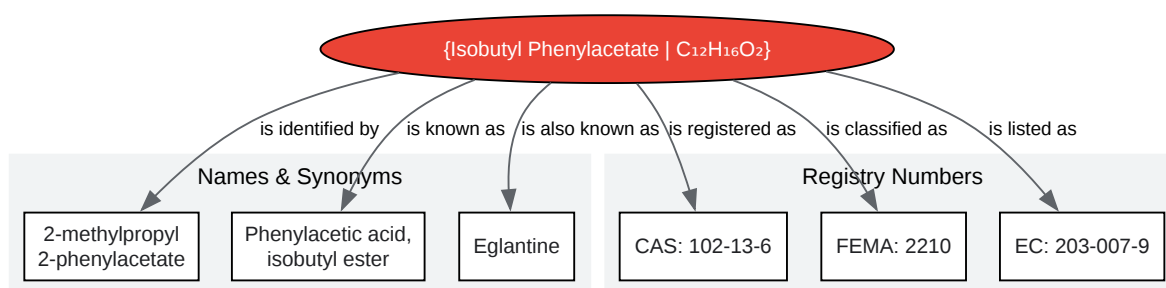 {Isobutyl Phenylacetate | C₁₂H₁₆O₂}
is identified by
is known as
is also known as
is registered as
is classified as
is listed as
Names & Synonyms
Registry Numbers
2-methylpropyl
2-phenylacetate
Phenylacetic acid,
isobutyl ester
Eglantine
CAS: 102-13-6
FEMA: 2210
EC: 203-007-9